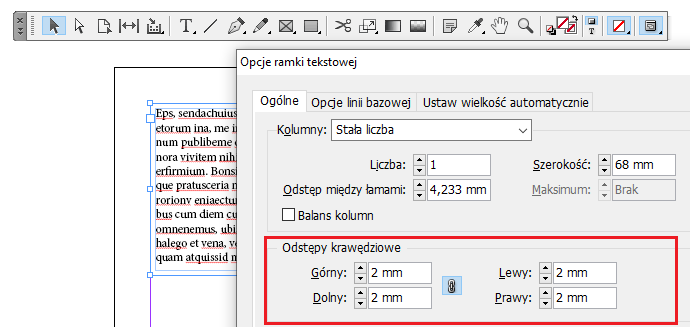 Opcje ramki tekstowej
Ogólne
Opcje linii bazowej
Ustaw wielkość automatycznie
Kolumny: Stała liczba
Liczba: 1
Szerokość: 68 mm
Odstęp między łamami: 4,233 mm
Maksimum: Brak
Balans kolumn
Odstępy krawędziowe
Górny: 2 mm
Lewy: 2 mm
Dolny: 2 mm
Prawy: 2 mm
Eps, sendachuius
etorum ina, me
num publibeme
nora vivitem nih
erfirmium. Bons
que pratusceria
roriorv eniaectur
bus cum diem cu
omnenemus, ubi
halego et vena, v
quam atquissid
T
T